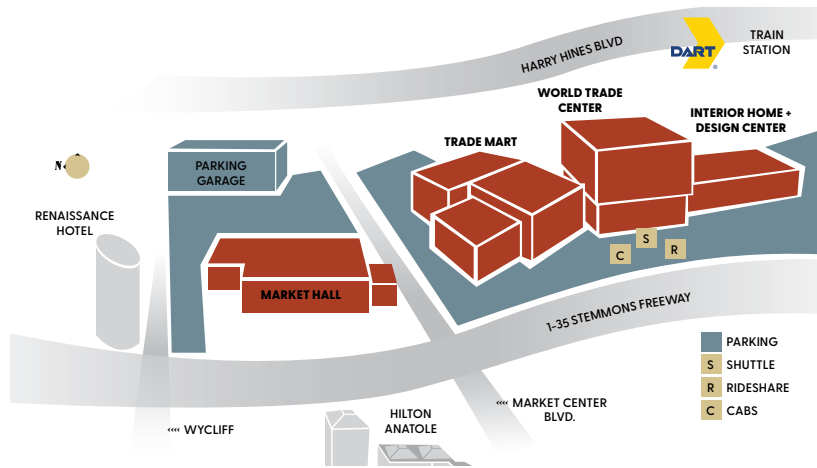 HARRY HINES BLVD
DART
®
TRAIN
STATION
WORLD TRADE
CENTER
INTERIOR HOME +
DESIGN CENTER
TRADE MART
PARKING
GARAGE
N
RENAISSANCE
HOTEL
S
C
R
MARKET HALL
1-35 STEMMONS FREEWAY
PARKING
S SHUTTLE
R RIDESHARE
C CABS
‹‹‹‹ MARKET CENTER
BLVD.
HILTON
ANATOLE
‹‹‹‹ WYCLIFF